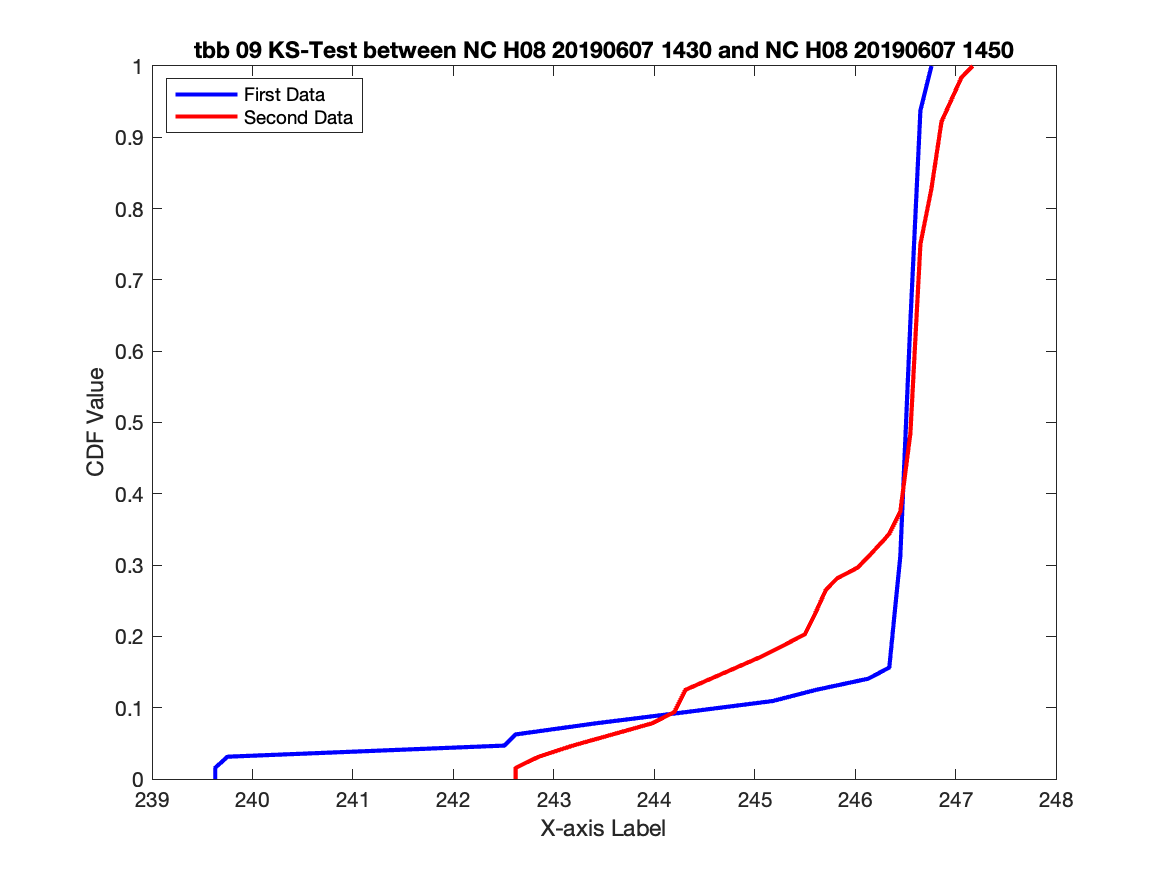 tbb 09 KS-Test between NC H08 20190607 1430 and NC H08 20190607 1450
First Data
Second Data
1
0.9
0.8
0.7
0.6
0.5
0.4
0.3
0.2
0.1
0
CDF Value
239 240 241 242 243 244 245 246 247 248
X-axis Label